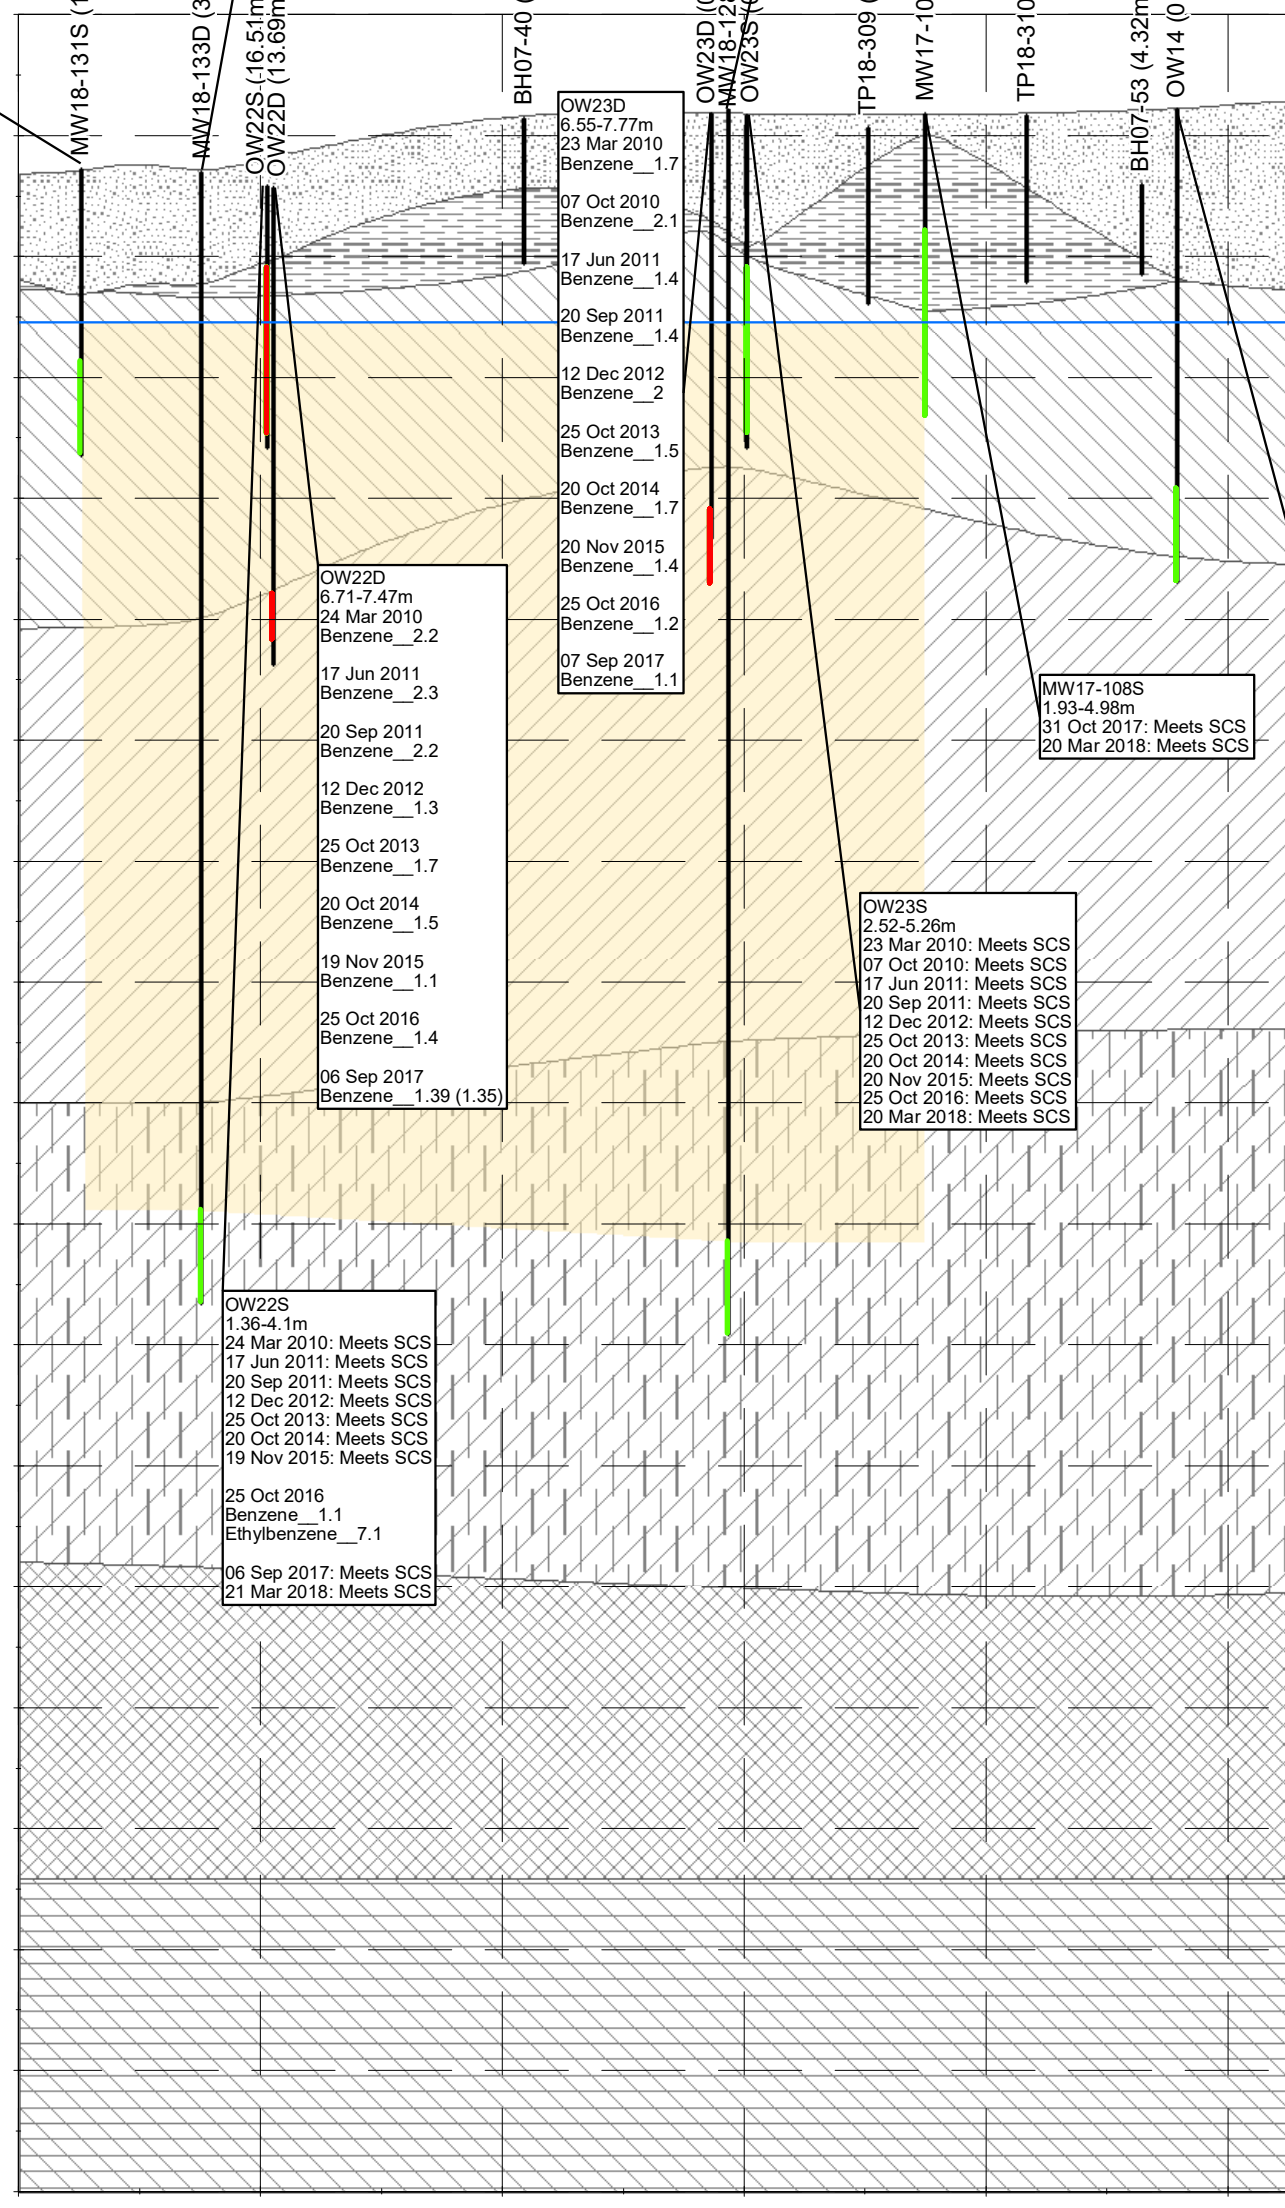 MW18-131S (1
MW18-133D (3
OW22S (16.51m
OW22D (13.69m
BH07-40 (
OW23D (0
MW18-128
OW23S (0
TP18-309 (
MW17-10
TP18-310
BH07-53 (4.32m
OW14 (0
OW23D
6.55-7.77m
23 Mar 2010
Benzene__1.7
07 Oct 2010
Benzene__2.1
17 Jun 2011
Benzene__1.4
20 Sep 2011
Benzene__1.4
12 Dec 2012
Benzene__2
25 Oct 2013
Benzene__1.5
20 Oct 2014
Benzene__1.7
20 Nov 2015
Benzene__1.4
25 Oct 2016
Benzene__1.2
07 Sep 2017
Benzene__1.1
OW22D
6.71-7.47m
24 Mar 2010
Benzene__2.2
17 Jun 2011
Benzene__2.3
20 Sep 2011
Benzene__2.2
12 Dec 2012
Benzene__1.3
25 Oct 2013
Benzene__1.7
20 Oct 2014
Benzene__1.5
19 Nov 2015
Benzene__1.1
25 Oct 2016
Benzene__1.4
06 Sep 2017
Benzene__1.39 (1.35)
MW17-108S
1.93-4.98m
31 Oct 2017: Meets SCS
20 Mar 2018: Meets SCS
OW23S
2.52-5.26m
23 Mar 2010: Meets SCS
07 Oct 2010: Meets SCS
17 Jun 2011: Meets SCS
20 Sep 2011: Meets SCS
12 Dec 2012: Meets SCS
25 Oct 2013: Meets SCS
20 Oct 2014: Meets SCS
20 Nov 2015: Meets SCS
25 Oct 2016: Meets SCS
20 Mar 2018: Meets SCS
OW22S
1.36-4.1m
24 Mar 2010: Meets SCS
17 Jun 2011: Meets SCS
20 Sep 2011: Meets SCS
12 Dec 2012: Meets SCS
25 Oct 2013: Meets SCS
20 Oct 2014: Meets SCS
19 Nov 2015: Meets SCS
25 Oct 2016
Benzene__1.1
Ethylbenzene__7.1
06 Sep 2017: Meets SCS
21 Mar 2018: Meets SCS